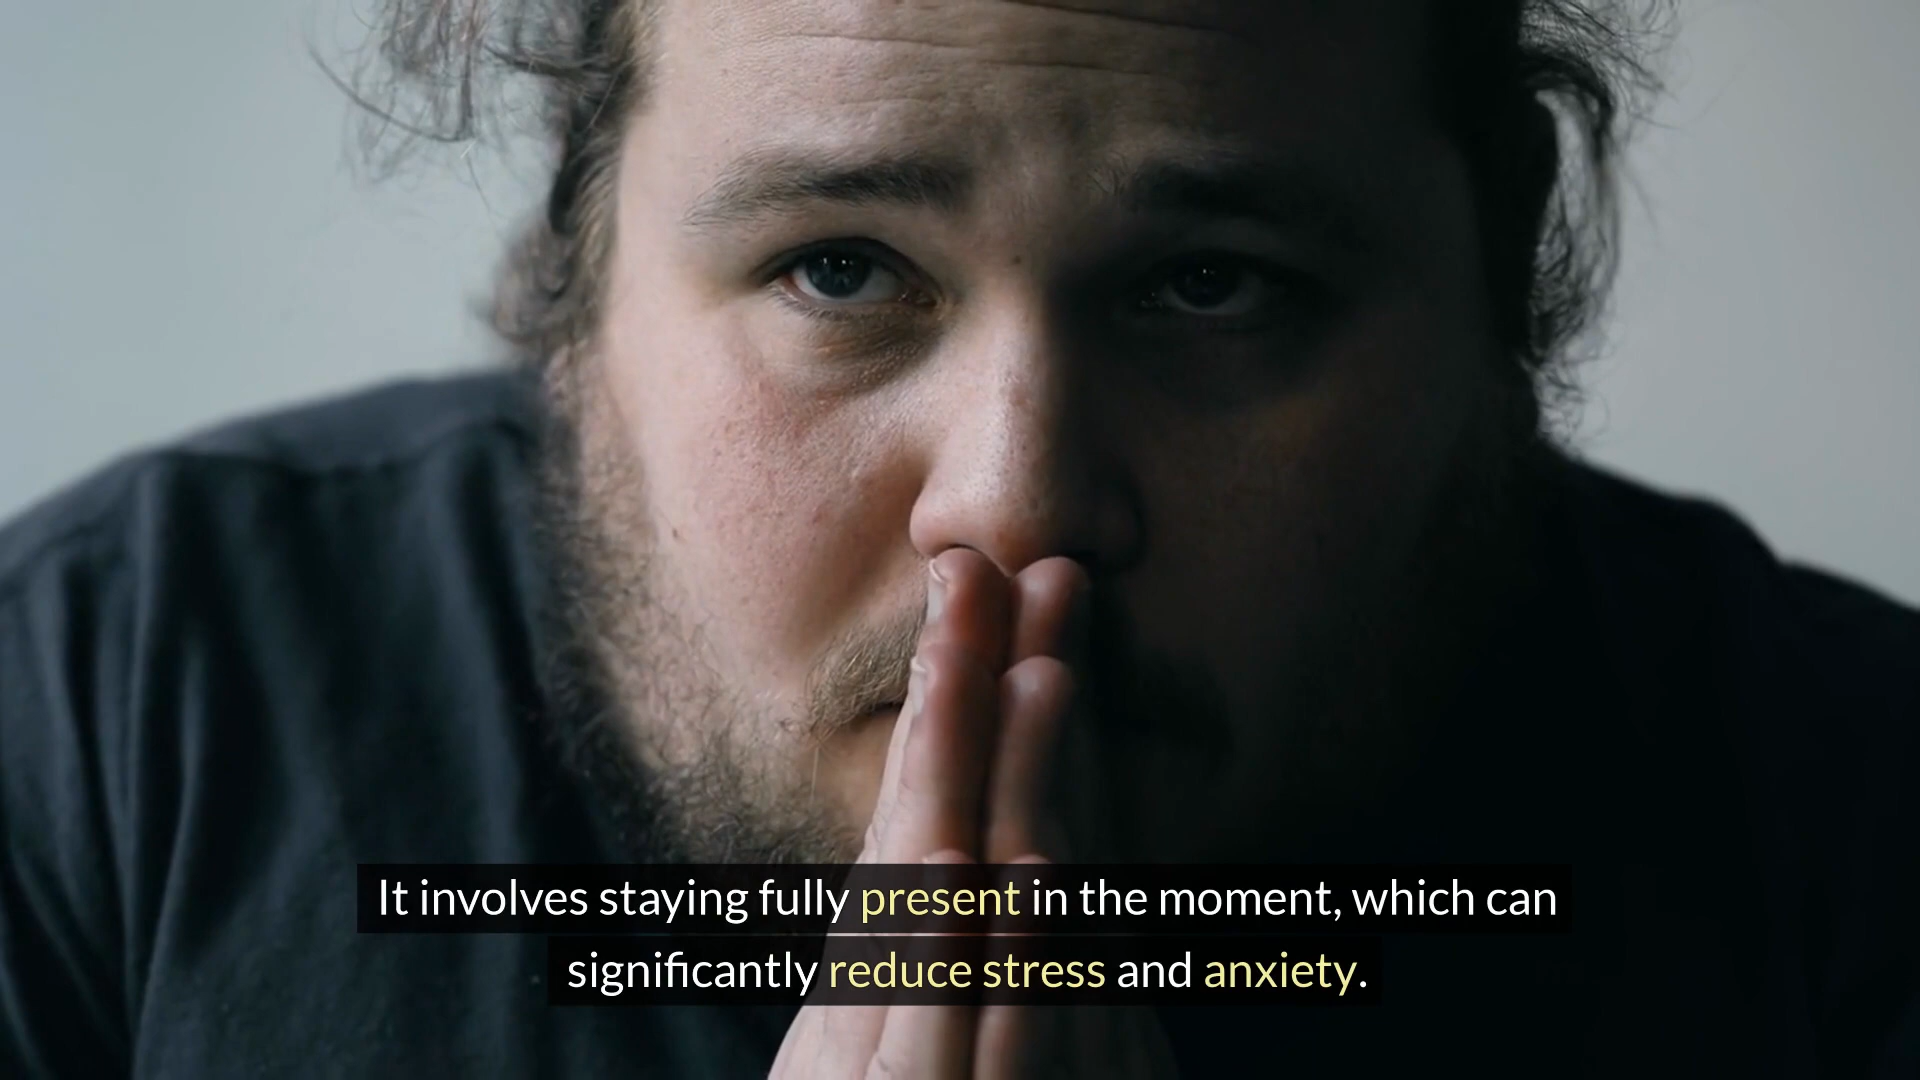 It involves staying fully present in the moment, which can
significantly reduce stress and anxiety.